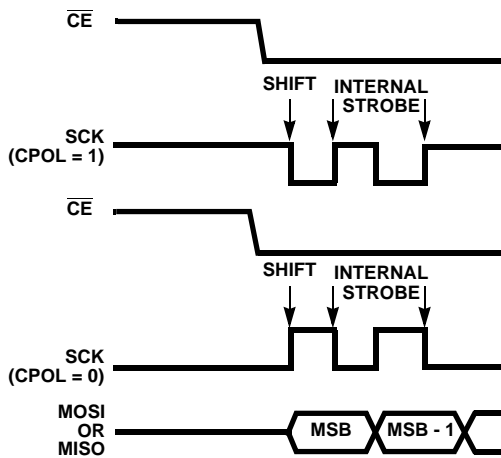 CE
SHIFT INTERNAL
STROBE
SCK
(CPOL = 1)
CE
SHIFT INTERNAL
STROBE
SCK
(CPOL = 0)
MOSI
OR
MISO
MSB MSB - 1